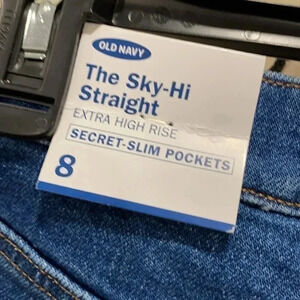 OLD NAVY
The Sky-Hi
Straight
EXTRA HIGH RISE
SECRET-SLIM POCKETS
8